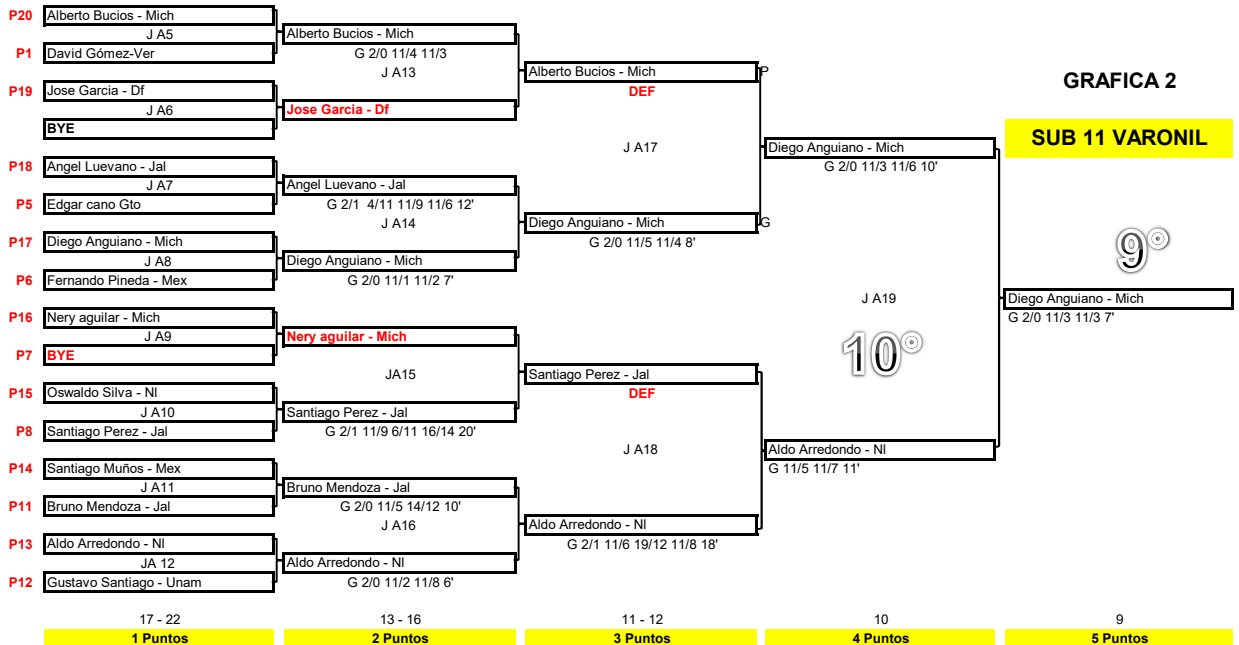 P20 Alberto Bucios - Mich
J A5
P1 David Gómez-Ver
P19 Jose Garcia - Df
J A6
BYE
P18 Angel Luevano - Jal
J A7
P5 Edgar cano Gto
P17 Diego Anguiano - Mich
J A8
P6 Fernando Pineda - Mex
P16 Nery aguilar - Mich
J A9
P7 BYE
P15 Oswaldo Silva - Nl
J A10
P8 Santiago Perez - Jal
P14 Santiago Muños - Mex
J A11
P11 Bruno Mendoza - Jal
P13 Aldo Arredondo - Nl
JA 12
P12 Gustavo Santiago - Unam
17 - 22
1 Puntos
Alberto Bucios - Mich
G 2/0 11/4 11/3
J A13
Jose Garcia - Df
Angel Luevano - Jal
G 2/1 4/11 11/9 11/6 12'
J A14
Diego Anguiano - Mich
G 2/0 11/1 11/2 7'
Nery aguilar - Mich
JA15
Santiago Perez - Jal
G 2/1 11/9 6/11 16/14 20'
Bruno Mendoza - Jal
G 2/0 11/5 14/12 10'
J A16
Aldo Arredondo - Nl
G 2/0 11/2 11/8 6'
13 - 16
2 Puntos
Alberto Bucios - Mich P
DEF
J A17
Diego Anguiano - Mich G
G 2/0 11/5 11/4 8'
Santiago Perez - Jal
DEF
J A18
Aldo Arredondo - Nl
G 2/1 11/6 19/12 11/8 18'
11 - 12
3 Puntos
Diego Anguiano - Mich
G 2/0 11/3 11/6 10'
J A19
10°
Aldo Arredondo - Nl
G 11/5 11/7 11'
10
4 Puntos
GRAFICA 2
SUB 11 VARONIL
9°
Diego Anguiano - Mich
G 2/0 11/3 11/3 7'
9
5 Puntos